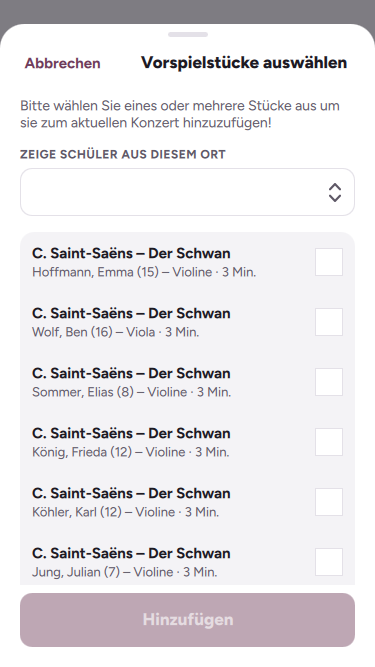 Abbrechen
Vorspielstücke auswählen
Bitte wählen Sie eines oder mehrere Stücke aus um
sie zum aktuellen Konzert hinzuzufügen!
ZEIGE SCHÜLER AUS DIESEM ORT
C. Saint-Saëns – Der Schwan
Hoffmann, Emma (15) – Violine · 3 Min.
C. Saint-Saëns – Der Schwan
Wolf, Ben (16) – Viola · 3 Min.
C. Saint-Saëns – Der Schwan
Sommer, Elias (8) – Violine · 3 Min.
C. Saint-Saëns – Der Schwan
König, Frieda (12) – Violine · 3 Min.
C. Saint-Saëns – Der Schwan
Köhler, Karl (12) – Violine · 3 Min.
C. Saint-Saëns – Der Schwan
Jung, Julian (7) – Violine · 3 Min.
Hinzufügen